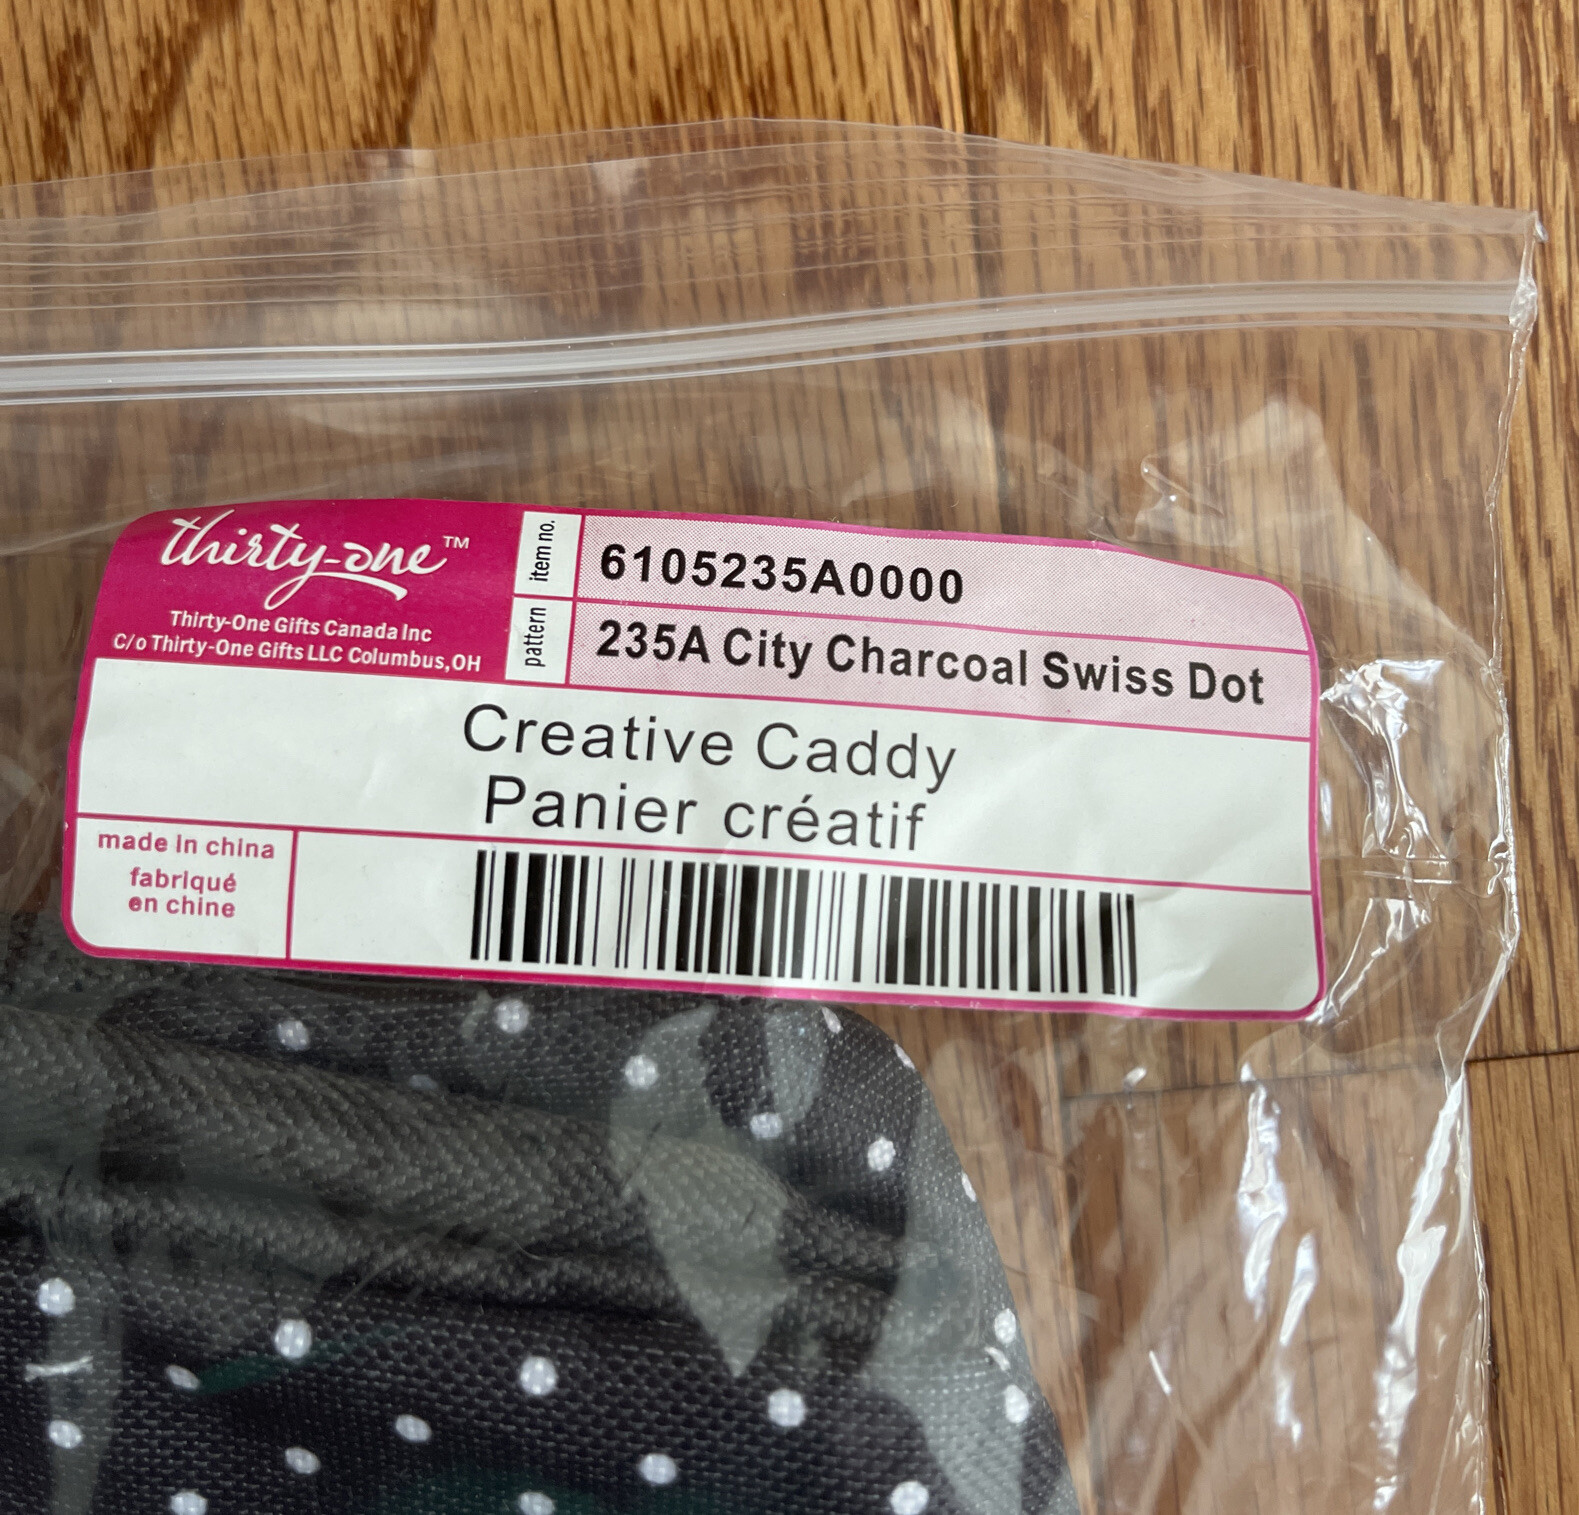 thirty-one™
Thirty-One Gifts Canada Inc
C/o Thirty-One Gifts LLC Columbus,OH
item no.
6105235A0000
pattern
235A City Charcoal Swiss Dot
Creative Caddy
Panier créatif
made in china
fabriqué
en chine